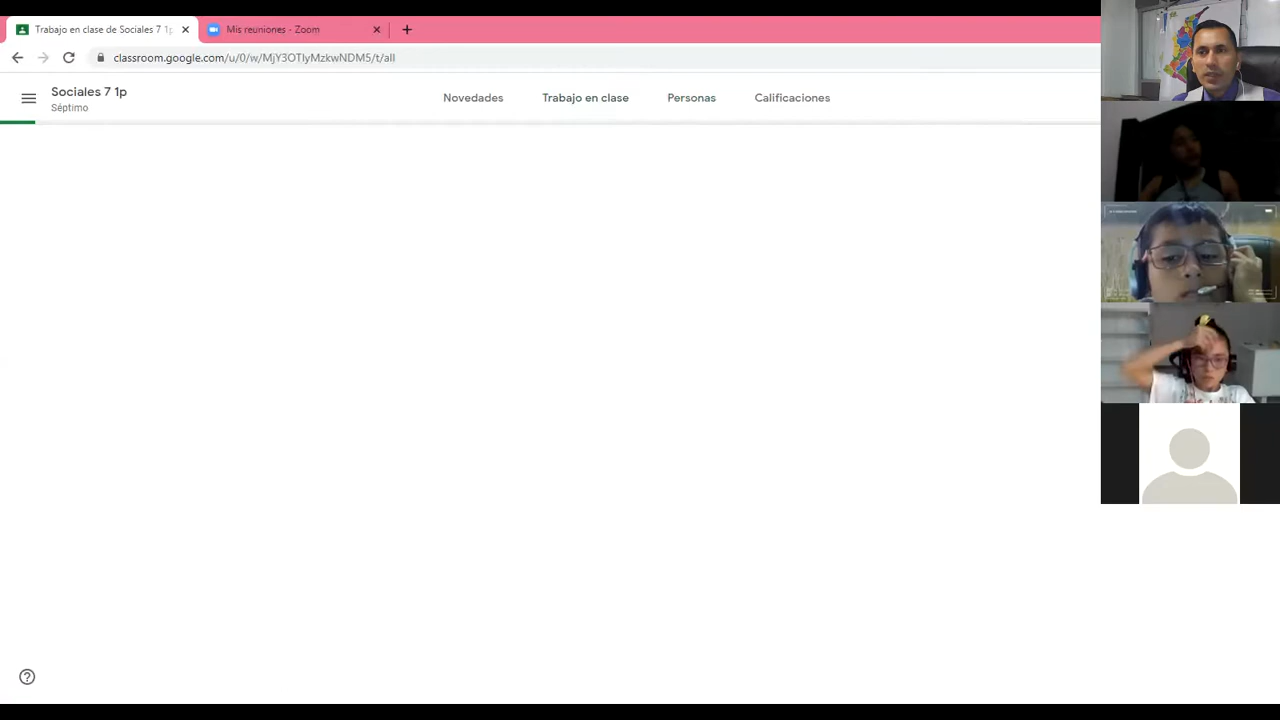 Trabajo en clase de Sociales 7 1p
Mis reuniones - Zoom
classroom.google.com/u/0/w/MjY3OTIyMzkwNDM5/t/all
Sociales 7 1p
Séptimo
Novedades
Trabajo en clase
Personas
Calificaciones